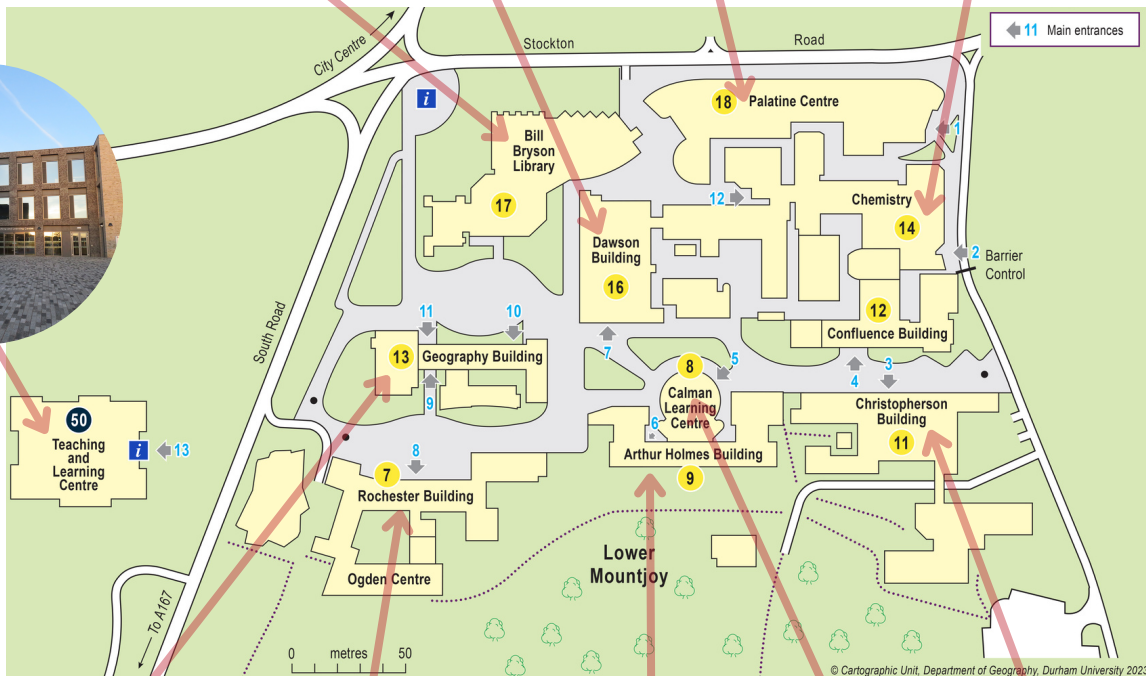 11 Main entrances
Stockton Road
City Centre
i
18 Palatine Centre
1
Bill
Bryson
Library
17
12
Chemistry
14
Dawson
Building
16
2 Barrier
Control
12
Confluence Building
South Road
11
10
13 Geography Building
9
7
8
5
Calman
Learning
Centre
6
4
3
Christopherson
Building
11
Arthur Holmes Building
9
50
Teaching
and
Learning
Centre
i
13
8
7
Rochester Building
Ogden Centre
Lower
Mountjoy
To A167
0 metres 50
© Cartographic Unit, Department of Geography, Durham University 2023